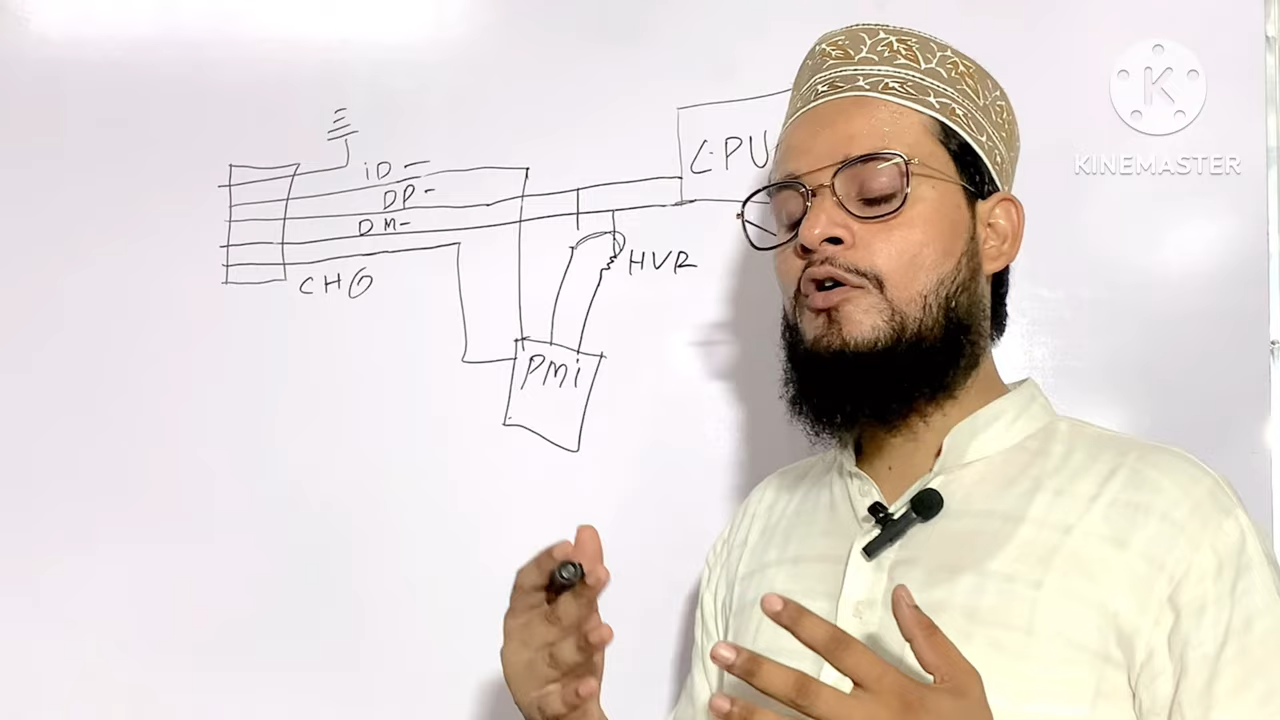 iD -
DP -
DM -
CHG
CPU
HVR
PMi
K
KINEMASTER